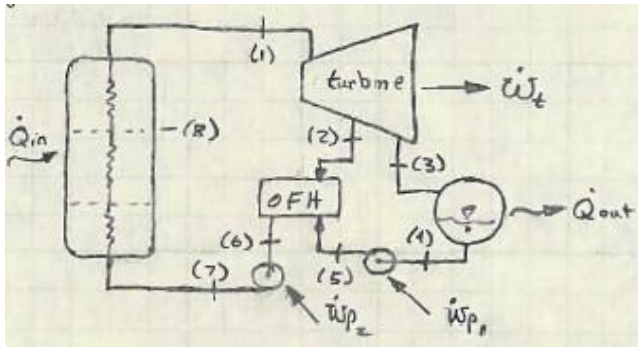 (1)
turbine
Ẇt
Q̇in
(8)
(2)
(3)
OFH
Q̇out
(6)
(5)
(4)
(7)
Ẇp₂
Ẇp₁